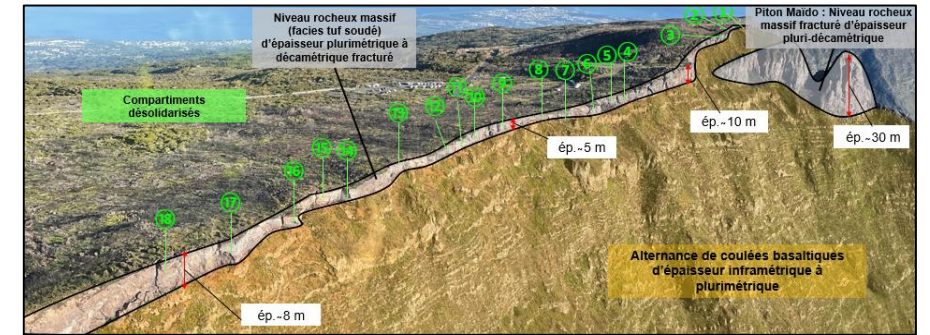 Niveau rocheux massif
(facies tuf soudé)
d'épaisseur plurimétrique à
décamétrique fracturé
Piton Maïdo : Niveau rocheux
massif fracturé d'épaisseur
pluri-décamétrique
Compartiments
désolidarisés
2
1
3
4
5
6
7
8
9
10
11
12
13
14
15
16
17
18
ép.~10 m
ép.~30 m
ép.~5 m
ép.~8 m
Alternance de coulées basaltiques
d'épaisseur inframétrique à
plurimétrique